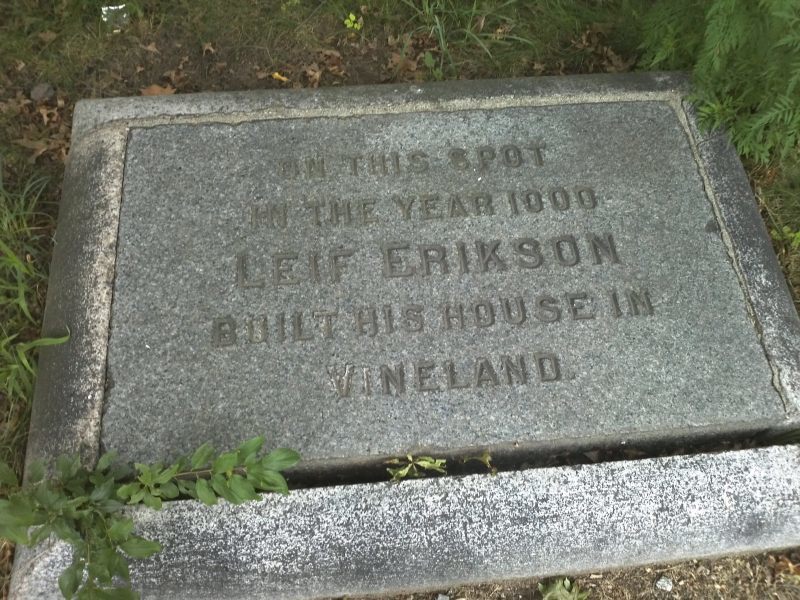 ON THIS SPOT
IN THE YEAR 1000
LEIF ERIKSON
BUILT HIS HOUSE IN
VINELAND.